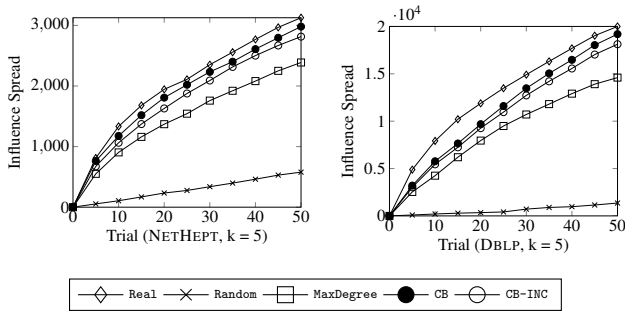 3,000
2,000
1,000
0
0 10 20 30 40 50
Influence Spread
Trial (NETHEPT, k = 5)
·10⁴
2
1.5
1
0.5
0
0 10 20 30 40 50
Influence Spread
Trial (DBLP, k = 5)
Real Random MaxDegree CB CB-INC